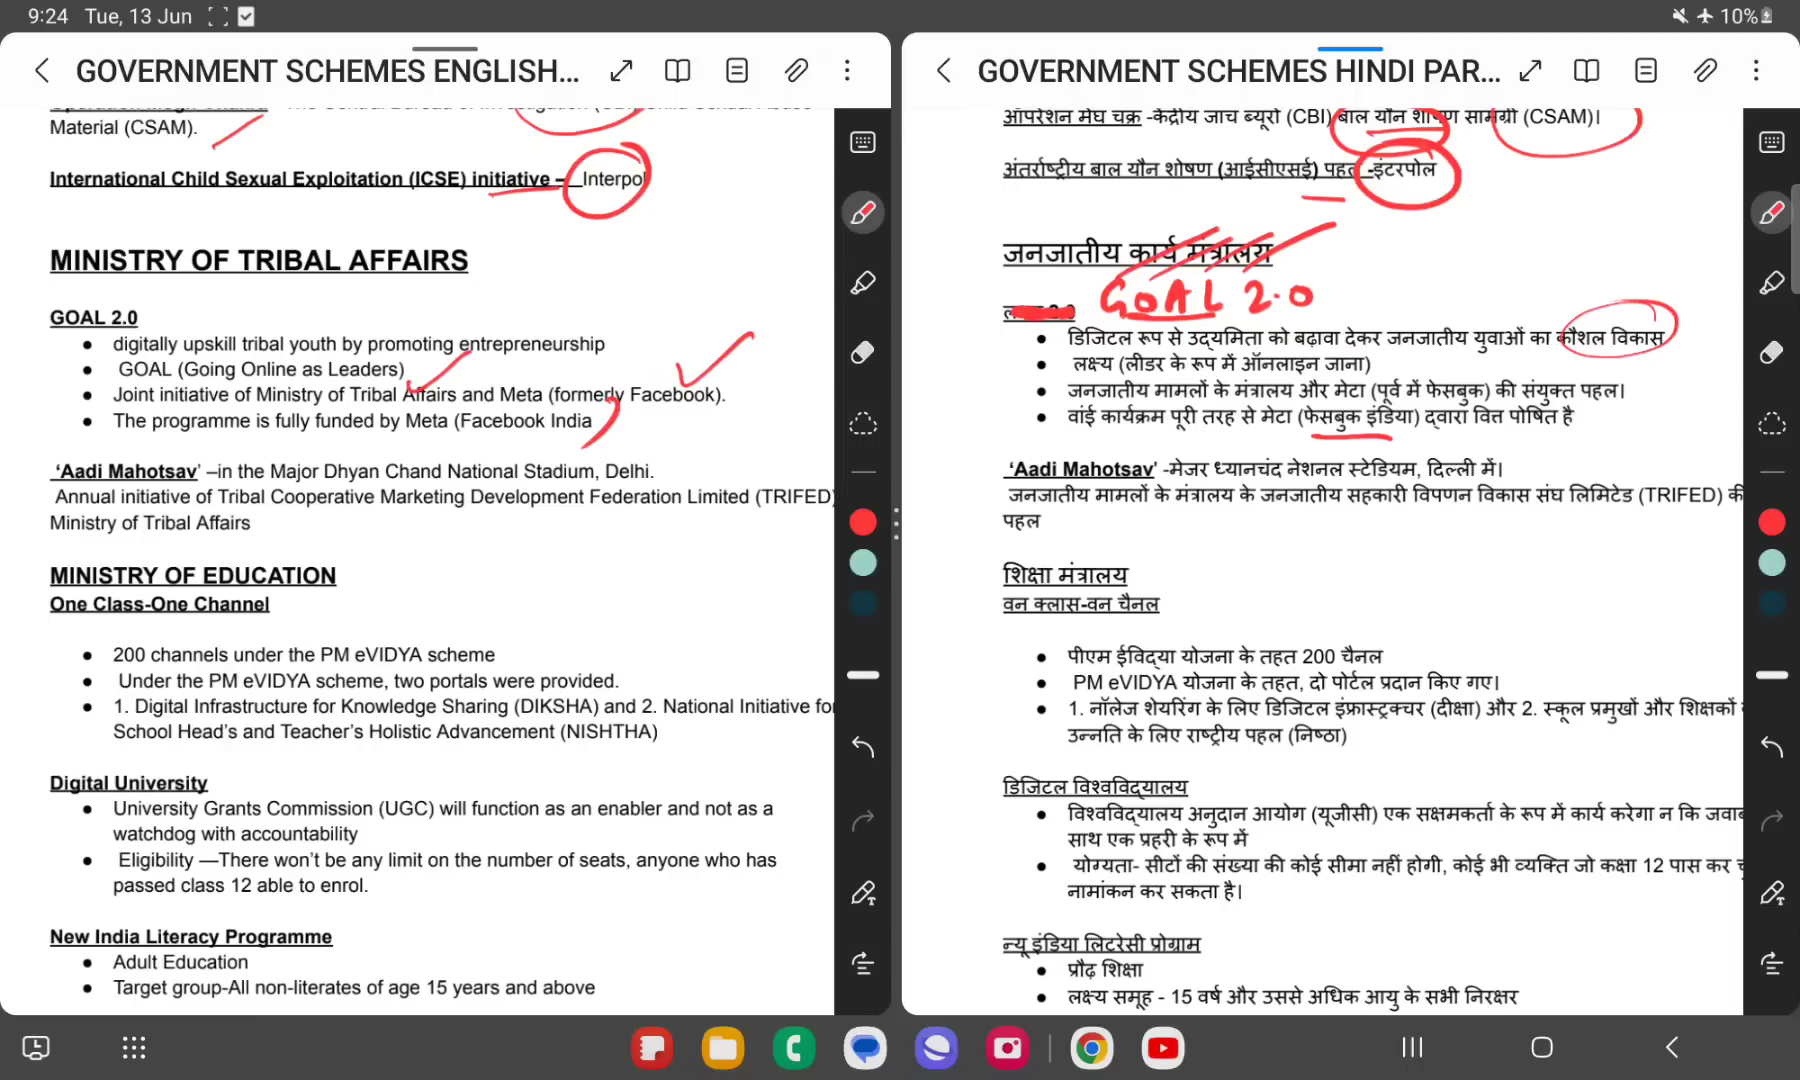 9:24 Tue, 13 Jun
10%
GOVERNMENT SCHEMES ENGLISH...
Material (CSAM).
International Child Sexual Exploitation (ICSE) initiative – Interpol
MINISTRY OF TRIBAL AFFAIRS
GOAL 2.0
digitally upskill tribal youth by promoting entrepreneurship
GOAL (Going Online as Leaders)
Joint initiative of Ministry of Tribal Affairs and Meta (formerly Facebook).
The programme is fully funded by Meta (Facebook India
‘Aadi Mahotsav’ –in the Major Dhyan Chand National Stadium, Delhi.
Annual initiative of Tribal Cooperative Marketing Development Federation Limited (TRIFED)
Ministry of Tribal Affairs
MINISTRY OF EDUCATION
One Class-One Channel
200 channels under the PM eVIDYA scheme
Under the PM eVIDYA scheme, two portals were provided.
1. Digital Infrastructure for Knowledge Sharing (DIKSHA) and 2. National Initiative for
School Head’s and Teacher’s Holistic Advancement (NISHTHA)
Digital University
University Grants Commission (UGC) will function as an enabler and not as a
watchdog with accountability
Eligibility —There won’t be any limit on the number of seats, anyone who has
passed class 12 able to enrol.
New India Literacy Programme
Adult Education
Target group-All non-literates of age 15 years and above
GOVERNMENT SCHEMES HINDI PAR...
ऑपरेशन मेघ चक्र -केंद्रीय जांच ब्यूरो (CBI) बाल यौन शोषण सामग्री (CSAM)।
अंतर्राष्ट्रीय बाल यौन शोषण (आईसीएसई) पहल -इंटरपोल
जनजातीय कार्य मंत्रालय
GOAL 2.0
डिजिटल रूप से उद्यमिता को बढ़ावा देकर जनजातीय युवाओं का कौशल विकास
लक्ष्य (लीडर के रूप में ऑनलाइन जाना)
जनजातीय मामलों के मंत्रालय और मेटा (पूर्व में फेसबुक) की संयुक्त पहल।
वांई कार्यक्रम पूरी तरह से मेटा (फेसबुक इंडिया) द्वारा वित्त पोषित है
‘Aadi Mahotsav’ -मेजर ध्यानचंद नेशनल स्टेडियम, दिल्ली में।
जनजातीय मामलों के मंत्रालय के जनजातीय सहकारी विपणन विकास संघ लिमिटेड (TRIFED) की
पहल
शिक्षा मंत्रालय
वन क्लास-वन चैनल
पीएम ईविद्या योजना के तहत 200 चैनल
PM eVIDYA योजना के तहत, दो पोर्टल प्रदान किए गए।
1. नॉलेज शेयरिंग के लिए डिजिटल इंफ्रास्ट्रक्चर (दीक्षा) और 2. स्कूल प्रमुखों और शिक्षकों
उन्नति के लिए राष्ट्रीय पहल (निष्ठा)
डिजिटल विश्वविद्यालय
विश्वविद्यालय अनुदान आयोग (यूजीसी) एक सक्षमकर्ता के रूप में कार्य करेगा न कि
साथ एक प्रहरी के रूप में
योग्यता- सीटों की संख्या की कोई सीमा नहीं होगी, कोई भी व्यक्ति जो कक्षा 12 पास कर
नामांकन कर सकता है।
न्यू इंडिया लिटरेसी प्रोग्राम
प्रौढ़ शिक्षा
लक्ष्य समूह - 15 वर्ष और उससे अधिक आयु के सभी निरक्षर